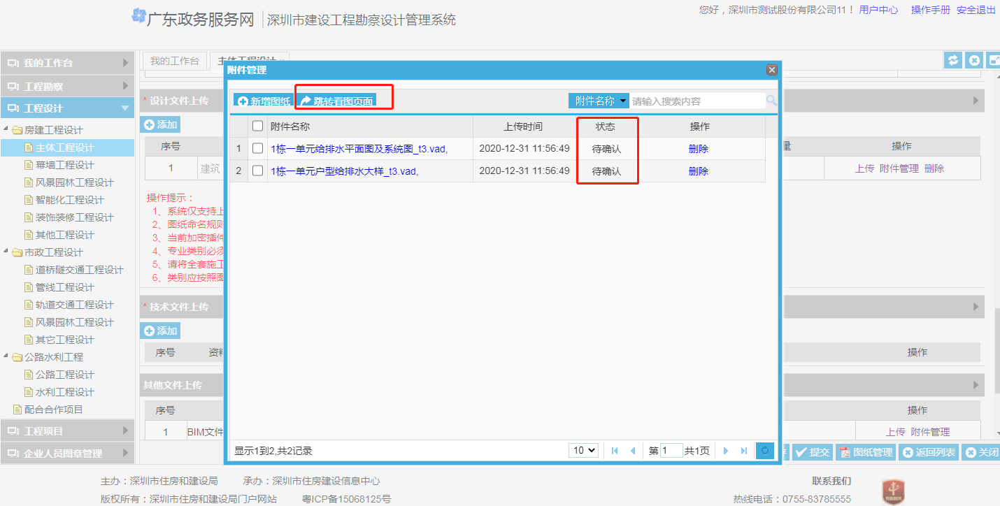 广东政务服务网 深圳市建设工程勘察设计管理系统
您好，深圳市测试股份有限公司11！ 用户中心 操作手册 安全退出
我的工作台
工程勘察
工程设计
房建工程设计
主体工程设计
幕墙工程设计
风景园林工程设计
智能化工程设计
装饰装修工程设计
其他工程设计
市政工程设计
道桥隧交通工程设计
管线工程设计
轨道交通工程设计
风景园林工程设计
其它工程设计
公路水利工程
公路工程设计
水利工程设计
配合合作项目
工程项目
企业人员图章管理
我的工作台 主体工程设计
* 设计文件上传
添加
序号 量 操作
1 建筑 上传 附件管理 删除
操作提示：
1、系统仅支持上
2、图纸命名规则
3、当前加密插件
4、专业类别必须
5、请将全套施工
6、类别应按照图
* 技术文件上传
添加
序号 资料 操作
其他文件上传
序号 操作
1 BIM文件 上传 附件管理
附件管理
新增图纸 跳转看图页面 附件名称 请输入搜索内容
附件名称 上传时间 状态 操作
1 1栋一单元给排水平面图及系统图_t3.vad, 2020-12-31 11:56:49 待确认 删除
2 1栋一单元户型给排水大样_t3.vad, 2020-12-31 11:56:49 待确认 删除
显示1到2,共2记录 10 第 1 共1页
提交 图纸管理 返回列表 关闭
主办：深圳市住房和建设局 承办：深圳市住房建设信息中心
版权所有：深圳市住房和建设局门户网站 粤ICP备15068125号
联系我们
热线电话：0755-83785555